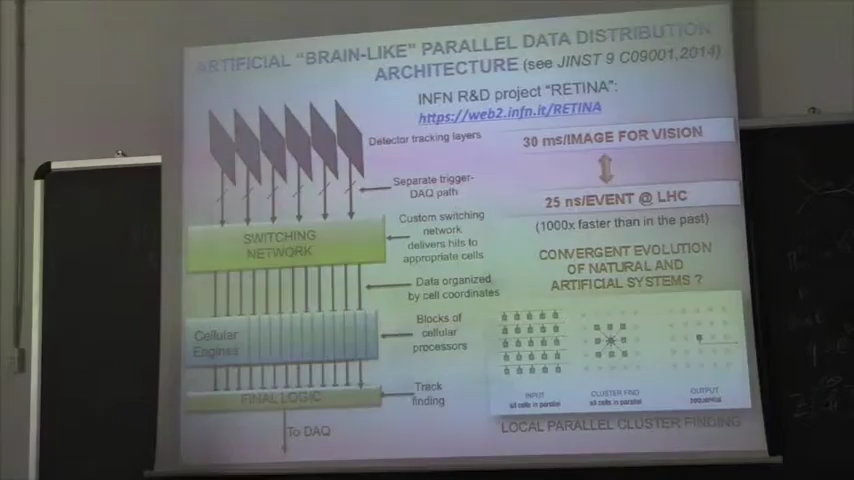 ARTIFICIAL "BRAIN-LIKE" PARALLEL DATA DISTRIBUTION
ARCHITECTURE (see JINST 9 C09001, 2014)
INFN R&D project "RETINA":
https://web2.infn.it/RETINA
Detector tracking layers
30 ms/IMAGE FOR VISION
Separate trigger-
DAQ path
25 ns/EVENT @ LHC
(1000x faster than in the past)
SWITCHING
NETWORK
Custom switching
network
delivers hits to
appropriate cells
CONVERGENT EVOLUTION
OF NATURAL AND
ARTIFICIAL SYSTEMS ?
Data organized
by cell coordinates
Cellular
Engines
Blocks of
cellular
processors
INPUT
all cells in parallel
CLUSTER FIND
all cells in parallel
OUTPUT
sequential
FINAL LOGIC
Track
finding
To DAQ
LOCAL PARALLEL CLUSTER FINDING